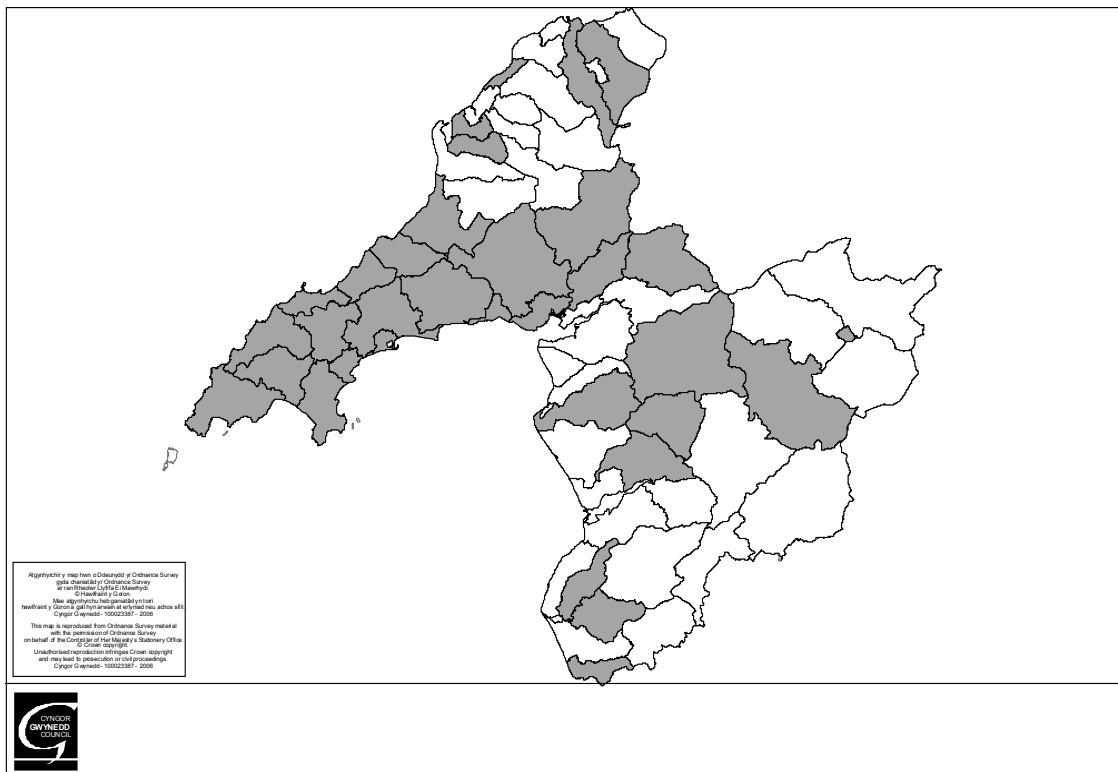 Atgynhyrchir y map hwn o Ddeunydd yr Ordnance Survey
gyda chaniatâd yr Ordnance Survey
ar ran Rheolwr Llyfrfa Ei Mawrhydi.
© Hawlfraint y Goron.
Mae atgynhyrchu heb ganiatâd yn torri
hawlfraint y Goron a gall hyn arwain at erlyniad neu achos sifil.
Cyngor Gwynedd - 100023387 - 2006
This map is reproduced from Ordnance Survey material
with the permission of Ordnance Survey
on behalf of the Controller of Her Majesty's Stationery Office
© Crown copyright.
Unauthorised reproduction infringes Crown copyright
and may lead to prosecution or civil proceedings.
Cyngor Gwynedd - 100023387 - 2006
CYNGOR
GWYNEDD
COUNCIL